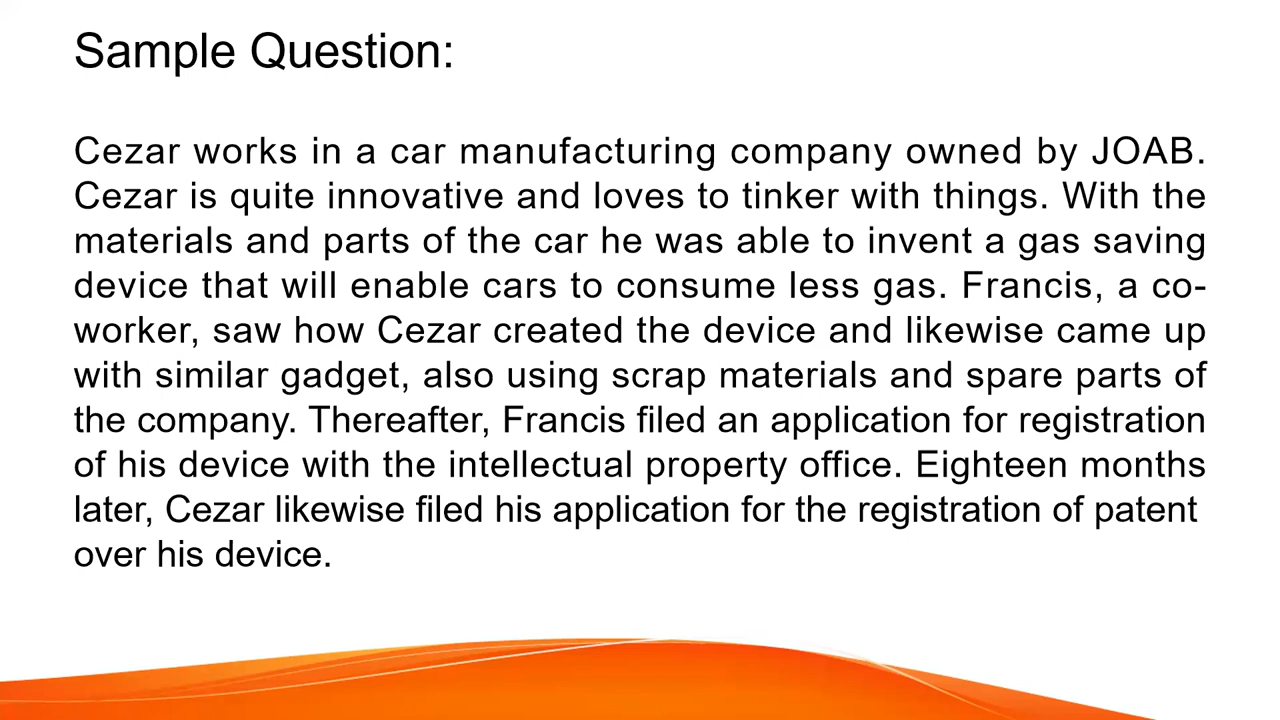 Sample Question:
Cezar works in a car manufacturing company owned by JOAB.
Cezar is quite innovative and loves to tinker with things. With the
materials and parts of the car he was able to invent a gas saving
device that will enable cars to consume less gas. Francis, a co-
worker, saw how Cezar created the device and likewise came up
with similar gadget, also using scrap materials and spare parts of
the company. Thereafter, Francis filed an application for registration
of his device with the intellectual property office. Eighteen months
later, Cezar likewise filed his application for the registration of patent
over his device.